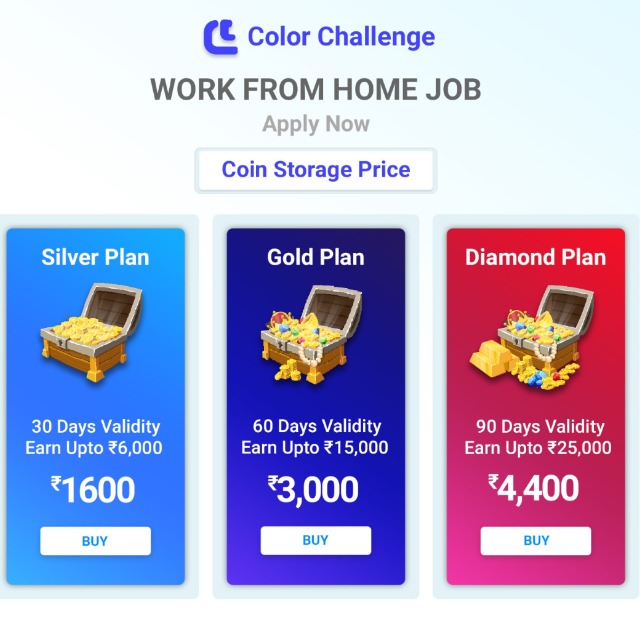 Color Challenge
WORK FROM HOME JOB
Apply Now
Coin Storage Price
Silver Plan
30 Days Validity
Earn Upto ₹6,000
₹1600
BUY
Gold Plan
60 Days Validity
Earn Upto ₹15,000
₹3,000
BUY
Diamond Plan
90 Days Validity
Earn Upto ₹25,000
₹4,400
BUY